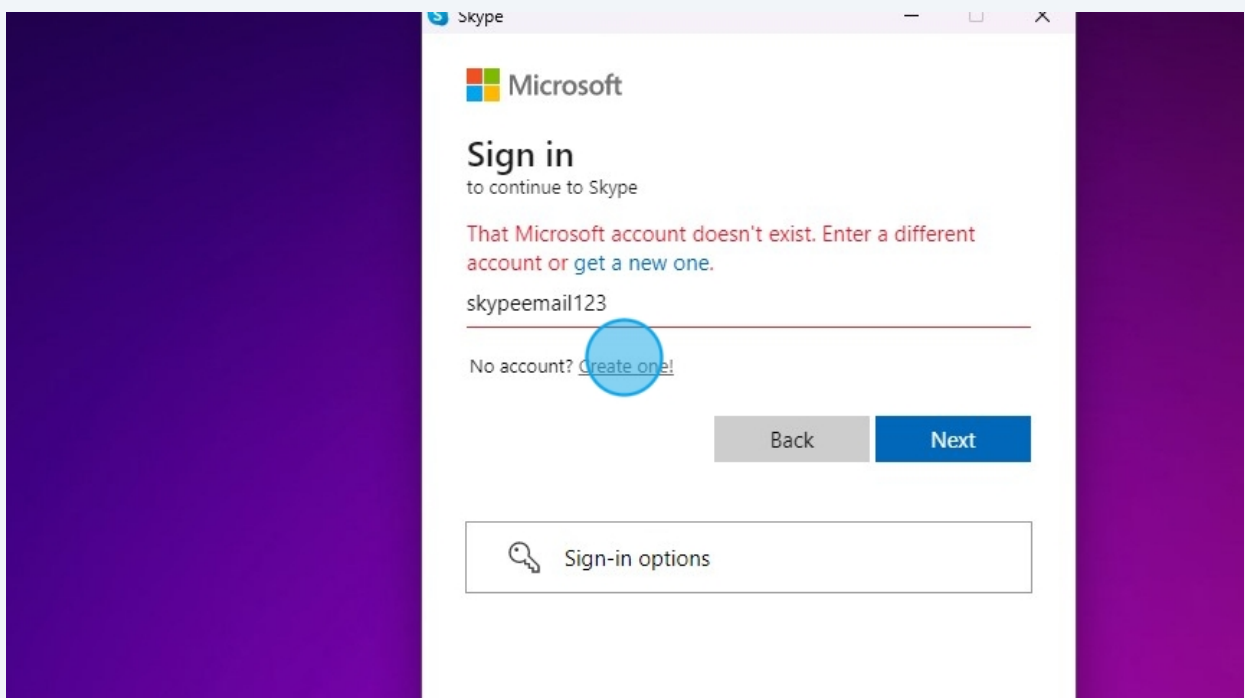 Skype
Microsoft
Sign in
to continue to Skype
That Microsoft account doesn't exist. Enter a different
account or get a new one.
skypeemail123
No account? Create one!
Back Next
Sign-in options